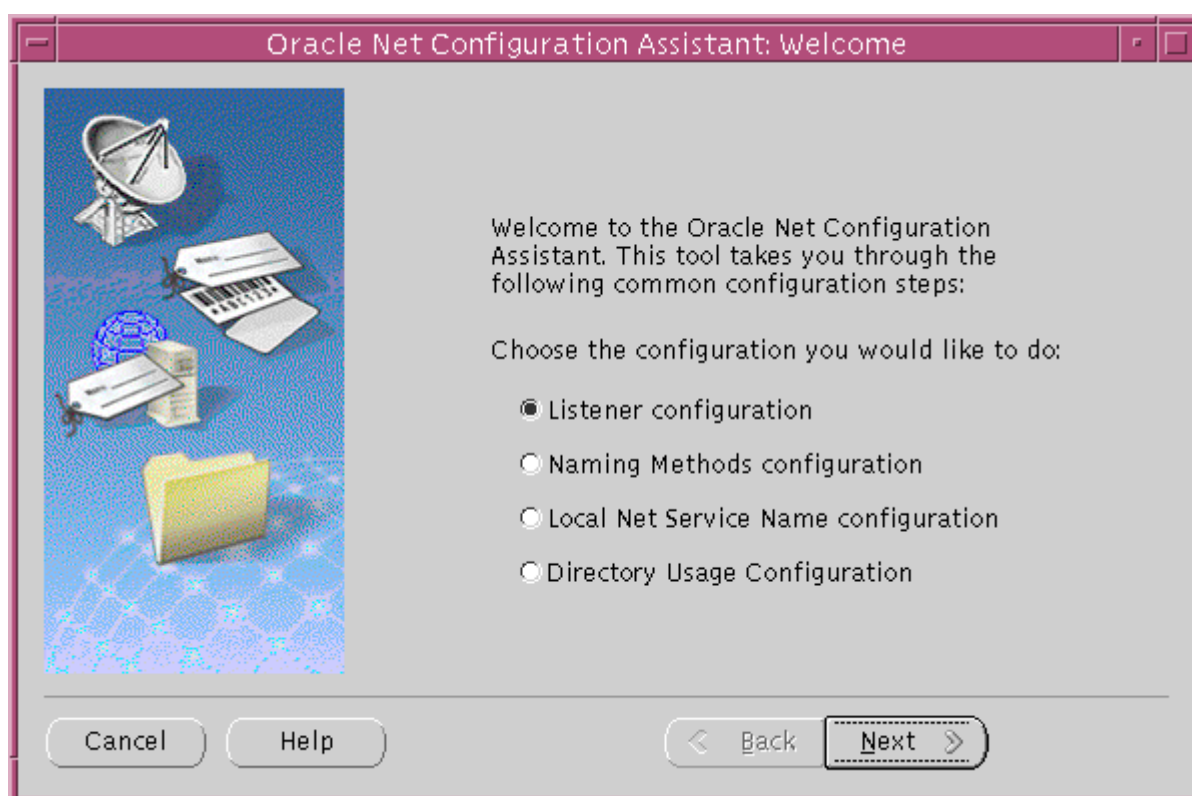 Oracle Net Configuration Assistant: Welcome
Welcome to the Oracle Net Configuration
Assistant. This tool takes you through the
following common configuration steps:
Choose the configuration you would like to do:
Listener configuration
Naming Methods configuration
Local Net Service Name configuration
Directory Usage Configuration
Cancel
Help
Back
Next